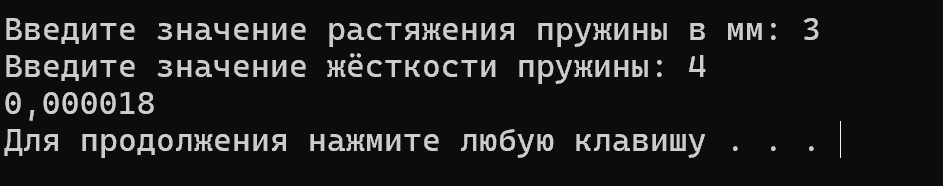 Введите значение растяжения пружины в мм: 3
Введите значение жёсткости пружины: 4
0,000018
Для продолжения нажмите любую клавишу . . .